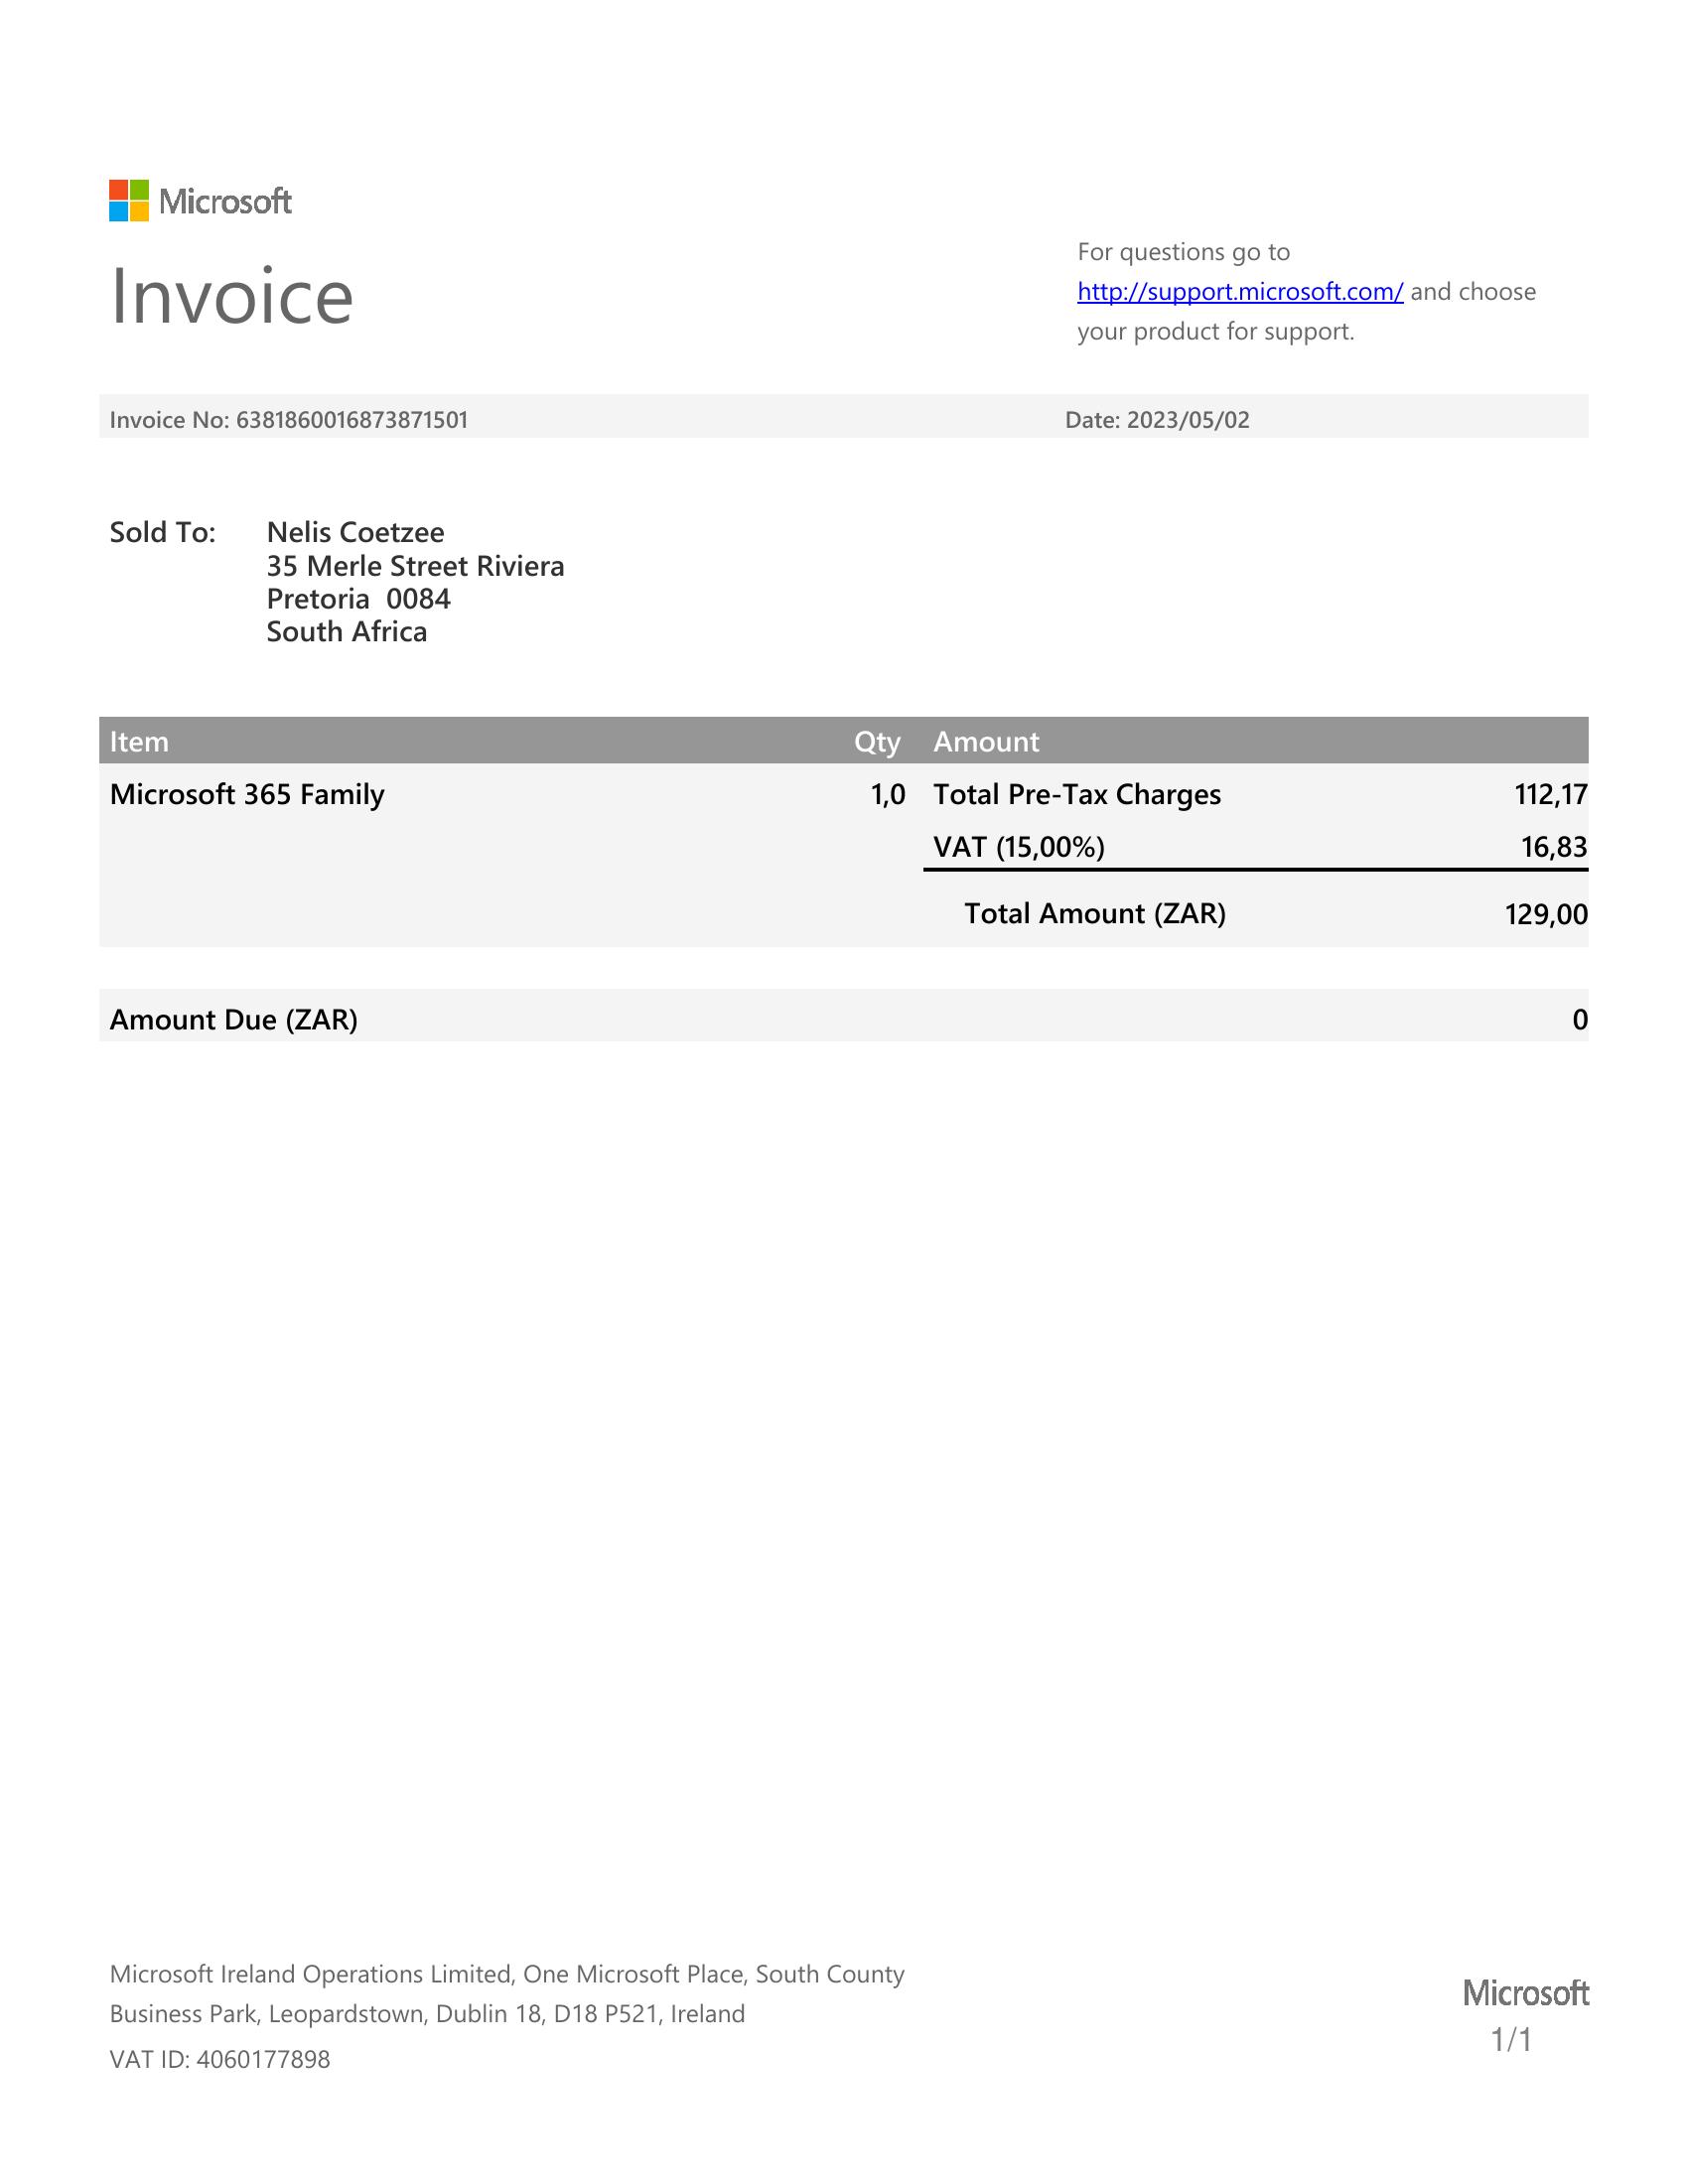 Microsoft
Invoice
For questions go to
http://support.microsoft.com/ and choose
your product for support.
Invoice No: 6381860016873871501 Date: 2023/05/02
Sold To: Nelis Coetzee
35 Merle Street Riviera
Pretoria  0084
South Africa
Item Qty Amount
Microsoft 365 Family 1,0 Total Pre-Tax Charges 112,17
VAT (15,00%) 16,83
Total Amount (ZAR) 129,00
Amount Due (ZAR) 0
Microsoft Ireland Operations Limited, One Microsoft Place, South County
Business Park, Leopardstown, Dublin 18, D18 P521, Ireland
VAT ID: 4060177898
Microsoft
1/1